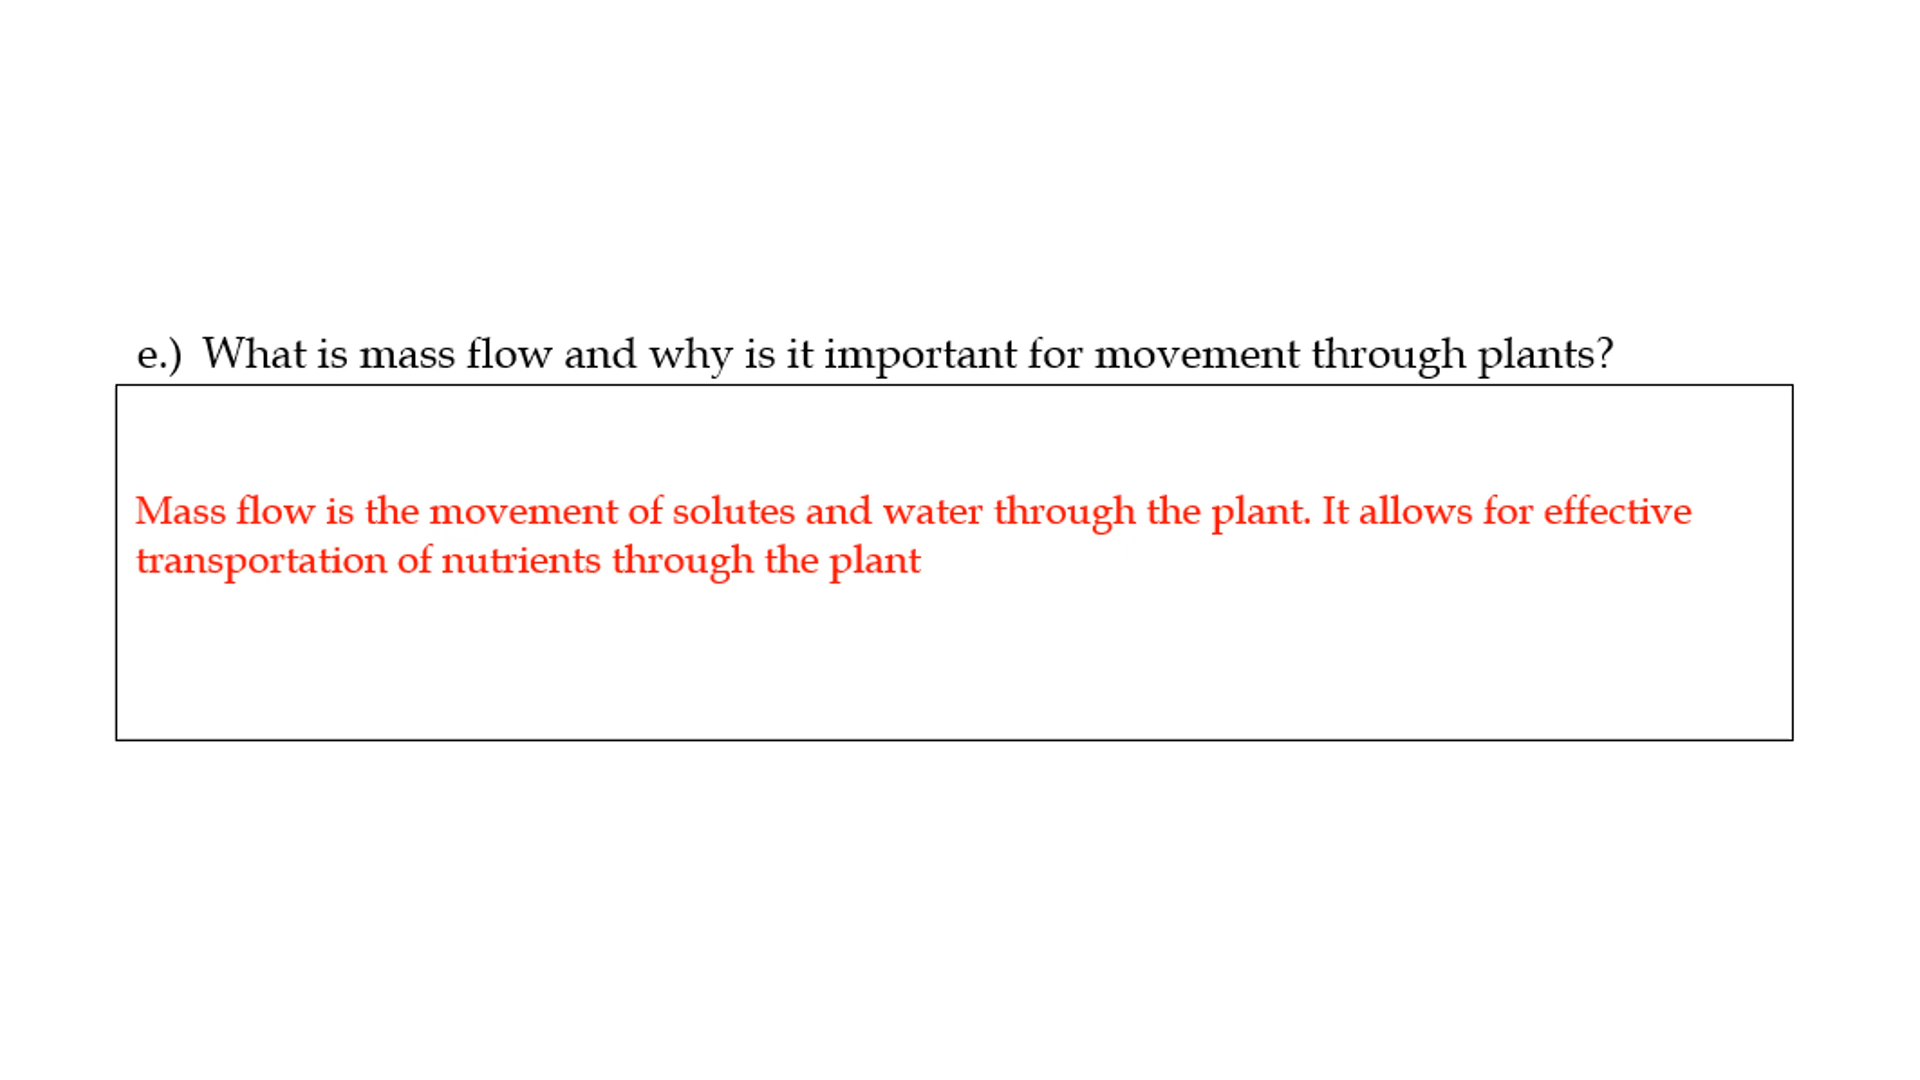 e.) What is mass flow and why is it important for movement through plants?
Mass flow is the movement of solutes and water through the plant. It allows for effective
transportation of nutrients through the plant